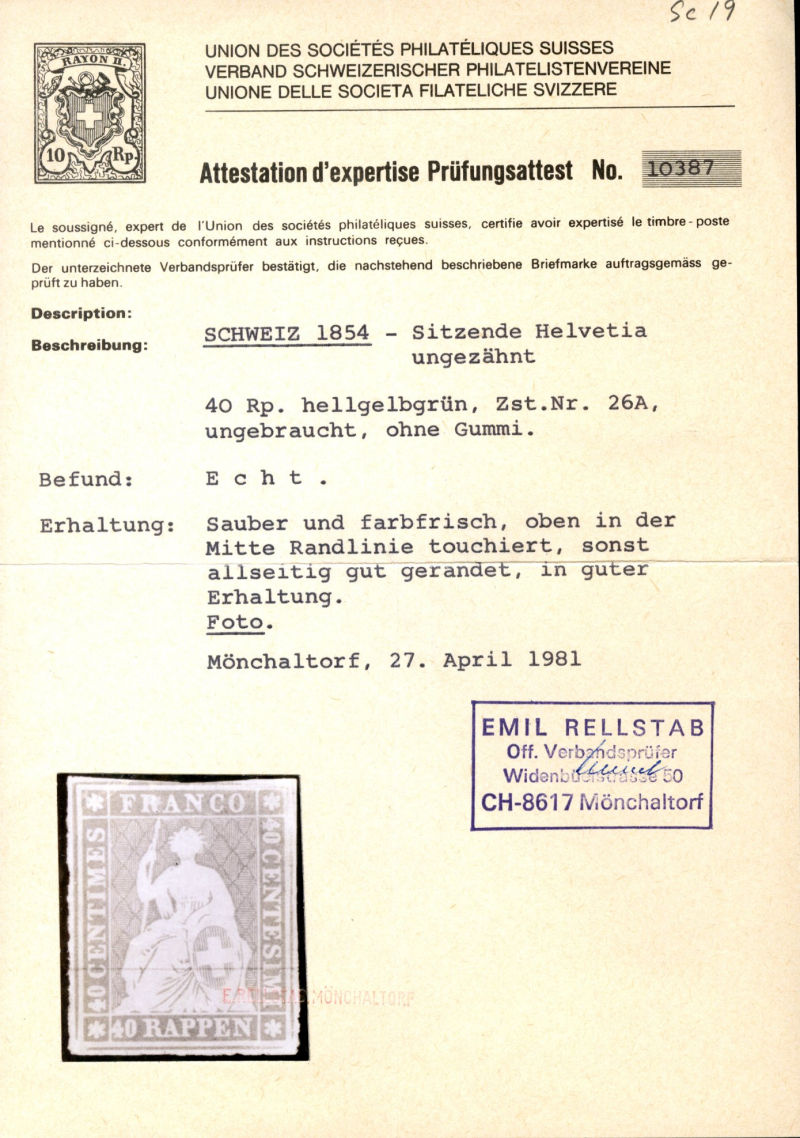 Sc 19
RAYON II.
10 Rp.
UNION DES SOCIÉTÉS PHILATÉLIQUES SUISSES
VERBAND SCHWEIZERISCHER PHILATELISTENVEREINE
UNIONE DELLE SOCIETA FILATELICHE SVIZZERE
Attestation d'expertise Prüfungsattest No. 10387
Le soussigné, expert de l'Union des sociétés philatéliques suisses, certifie avoir expertisé le timbre-poste
mentionné ci-dessous conformément aux instructions reçues.
Der unterzeichnete Verbandsprüfer bestätigt, die nachstehend beschriebene Briefmarke auftragsgemäss ge-
prüft zu haben.
Description:
Beschreibung:
SCHWEIZ 1854 - Sitzende Helvetia
ungezähnt
40 Rp. hellgelbgrün, Zst.Nr. 26A,
ungebraucht, ohne Gummi.
Befund: E c h t .
Erhaltung: Sauber und farbfrisch, oben in der
Mitte Randlinie touchiert, sonst
allseitig gut gerandet, in guter
Erhaltung.
Foto.
Mönchaltorf, 27. April 1981
EMIL RELLSTAB
Off. Verbandsprüfer
Widenbüelstrasse 50
CH-8617 Mönchaltorf
FRANCO
40 CENTIMES
40 CENTESIMI
40 RAPPEN
E. RELLSTAB, MÖNCHALTORF